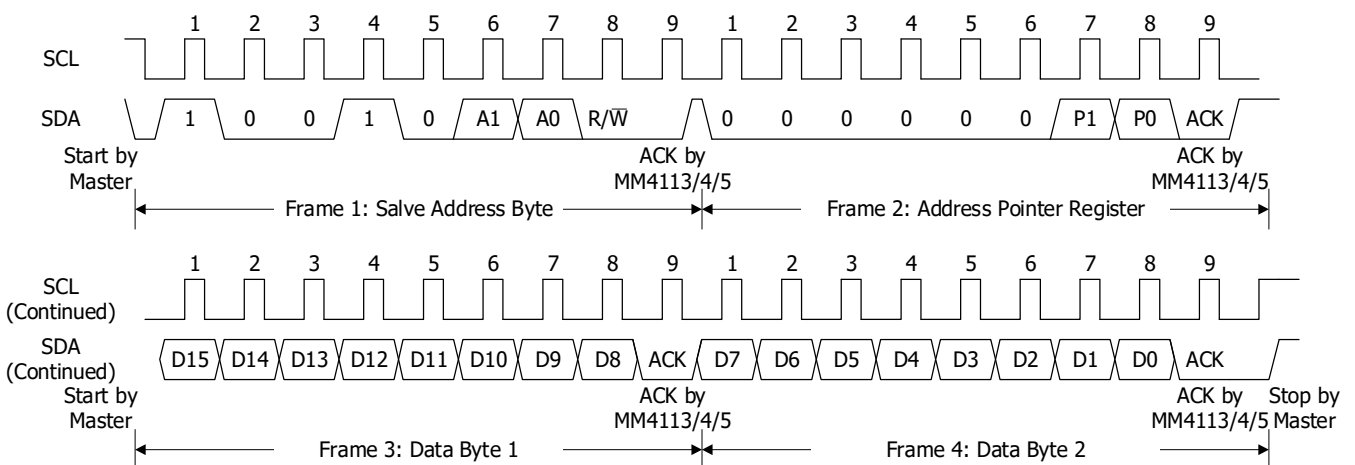 1 2 3 4 5 6 7 8 9 1 2 3 4 5 6 7 8 9
SCL
SDA 1 0 0 1 0 A1 A0 R/W̅ 0 0 0 0 0 0 P1 P0 ACK
Start by Master
ACK by MM4113/4/5
ACK by MM4113/4/5
Frame 1: Salve Address Byte Frame 2: Address Pointer Register
1 2 3 4 5 6 7 8 9 1 2 3 4 5 6 7 8 9
SCL
(Continued)
SDA
(Continued)
D15 D14 D13 D12 D11 D10 D9 D8 ACK D7 D6 D5 D4 D3 D2 D1 D0 ACK
Start by Master
ACK by MM4113/4/5
ACK by MM4113/4/5
Stop by Master
Frame 3: Data Byte 1 Frame 4: Data Byte 2